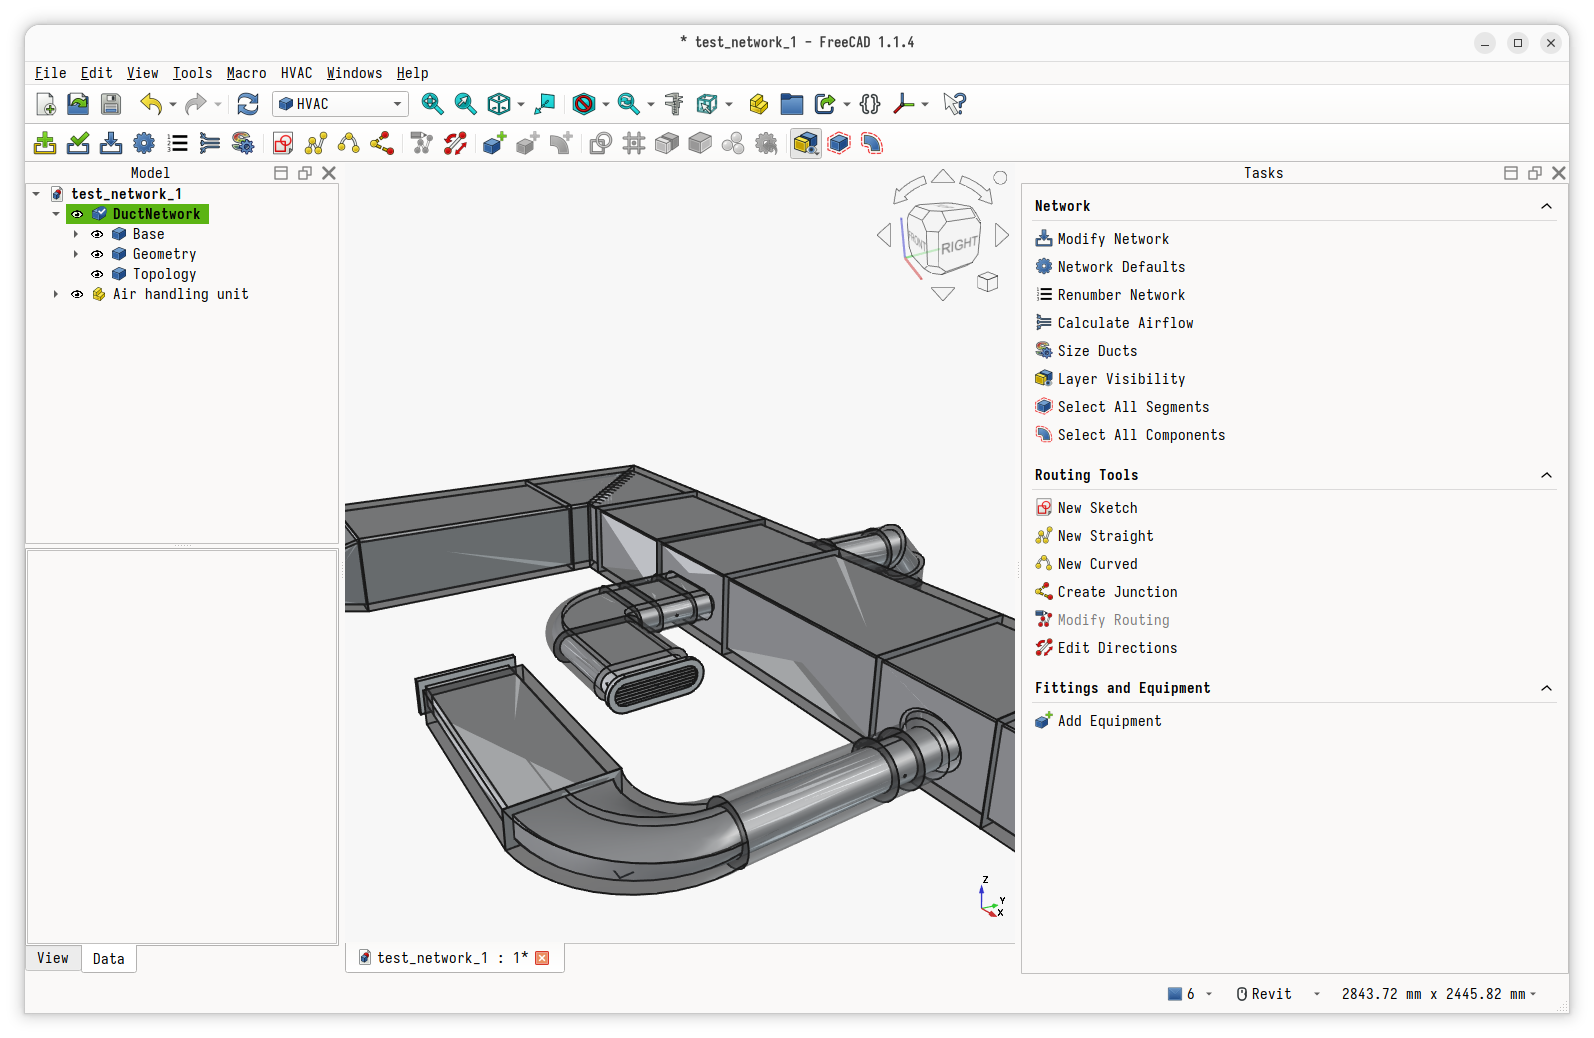 * test_network_1 - FreeCAD 1.1.4
File Edit View Tools Macro HVAC Windows Help
HVAC
Model
test_network_1
DuctNetwork
Base
Geometry
Topology
Air handling unit
View Data
FRONT RIGHT
Z
Y
X
test_network_1 : 1*
Tasks
Network
Modify Network
Network Defaults
Renumber Network
Calculate Airflow
Size Ducts
Layer Visibility
Select All Segments
Select All Components
Routing Tools
New Sketch
New Straight
New Curved
Create Junction
Modify Routing
Edit Directions
Fittings and Equipment
Add Equipment
6 Revit 2843.72 mm x 2445.82 mm